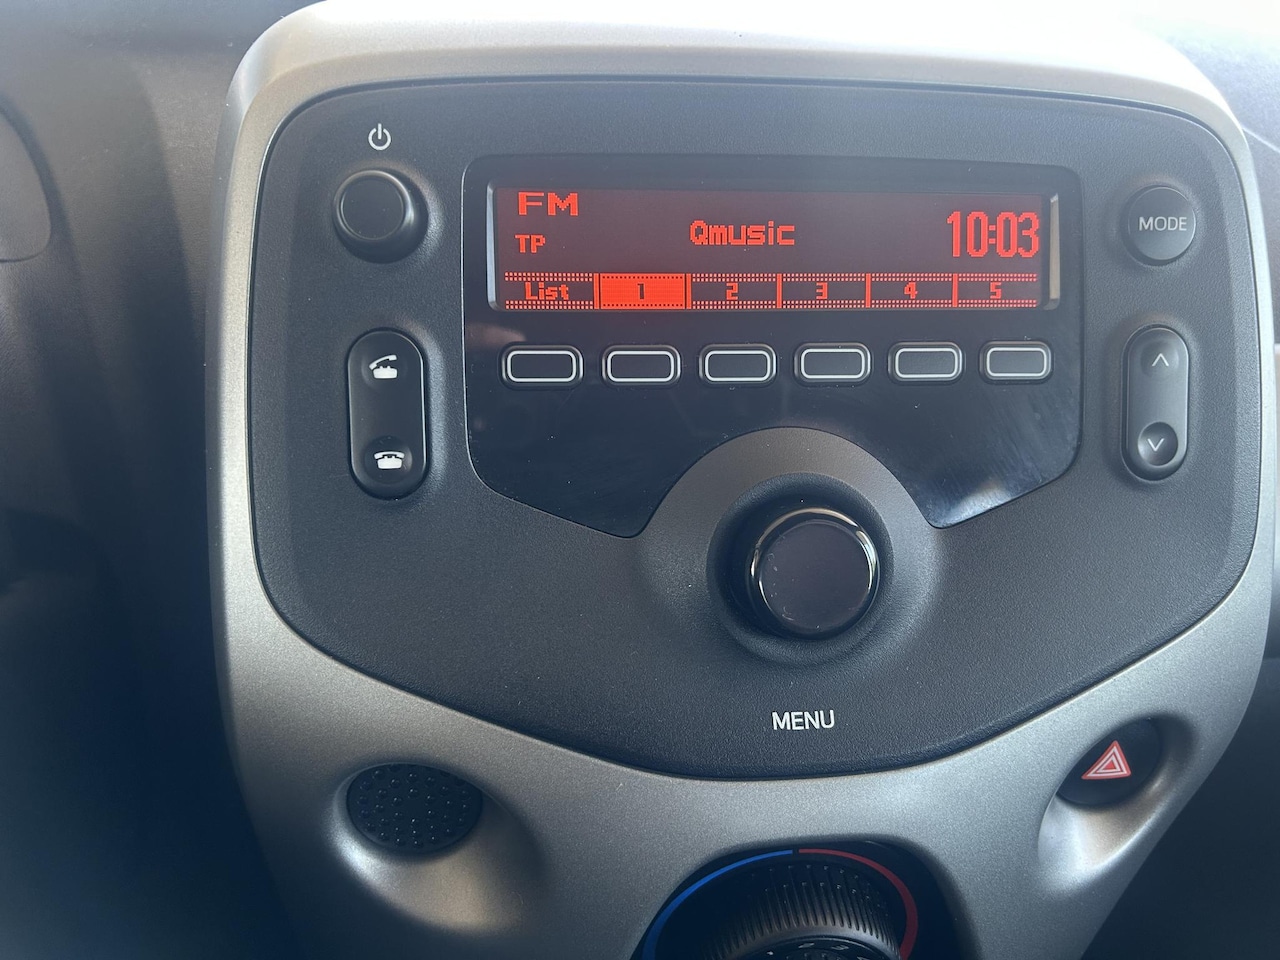 FM
Qmusic
10:03
TP
List 1 2 3 4 5
MODE
MENU